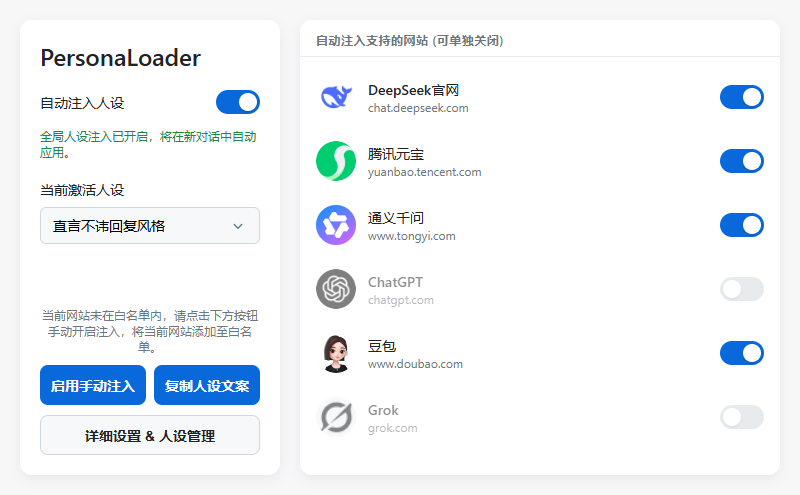 PersonaLoader
自动注入人设
全局人设注入已开启，将在新对话中自动
应用。
当前激活人设
直言不讳回复风格
当前网站未在白名单内，请点击下方按钮
手动开启注入，将当前网站添加至白名
单。
启用手动注入
复制人设文案
详细设置 & 人设管理
自动注入支持的网站 (可单独关闭)
DeepSeek官网
chat.deepseek.com
腾讯元宝
yuanbao.tencent.com
通义千问
www.tongyi.com
ChatGPT
chatgpt.com
豆包
www.doubao.com
Grok
grok.com